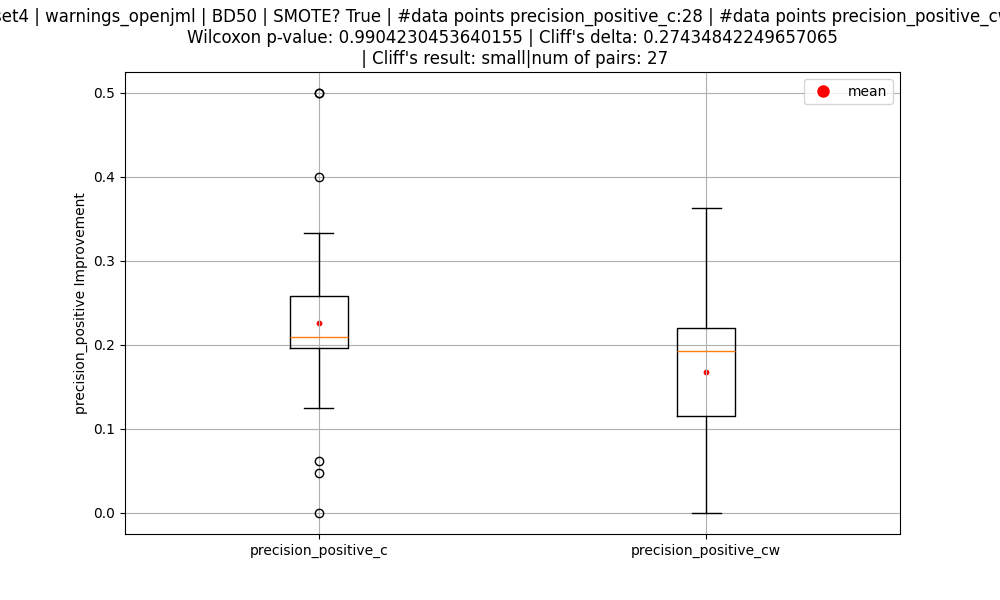 set4 | warnings_openjml | BD50 | SMOTE? True | #data points precision_positive_c:28 | #data points
Wilcoxon p-value: 0.9904230453640155 | Cliff's delta: 0.27434842249657065
| Cliff's result: small|num of pairs: 27
mean
0.5
0.4
0.3
0.2
0.1
0.0
precision_positive Improvement
precision_positive_c
precision_positive_cw